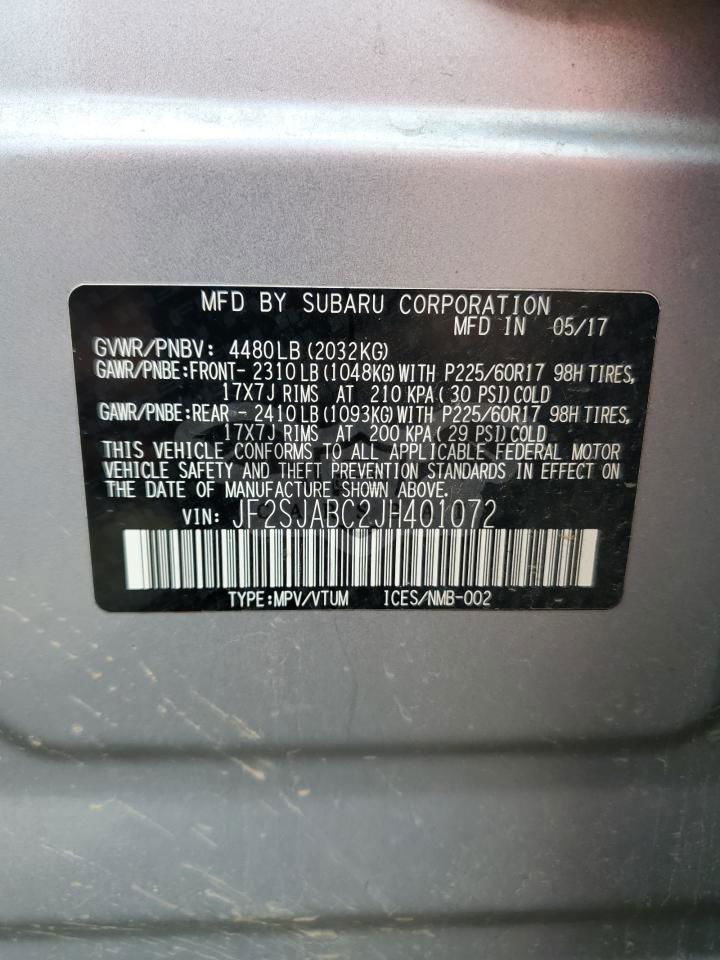 MFD BY SUBARU CORPORATION
MFD IN 05/17
GVWR/PNBV: 4480LB (2032KG)
GAWR/PNBE:FRONT- 2310LB (1048KG) WITH P225/60R17 98H TIRES,
17X7J RIMS AT 210 KPA (30 PSI) COLD
GAWR/PNBE:REAR - 2410LB (1093KG) WITH P225/60R17 98H TIRES,
17X7J RIMS AT 200 KPA (29 PSI) COLD
THIS VEHICLE CONFORMS TO ALL APPLICABLE FEDERAL MOTOR
VEHICLE SAFETY AND THEFT PREVENTION STANDARDS IN EFFECT ON
THE DATE OF MANUFACTURE SHOWN ABOVE.
VIN: JF2SJABC2JH401072
TYPE:MPV/VTUM ICES/NMB-002